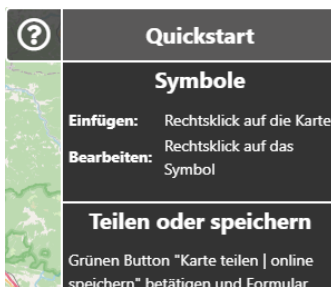 ?
Quickstart
Symbole
Einfügen: Rechtsklick auf die Karte
Bearbeiten: Rechtsklick auf das
Symbol
Teilen oder speichern
Grünen Button "Karte teilen | online
speichern" betätigen und Formular